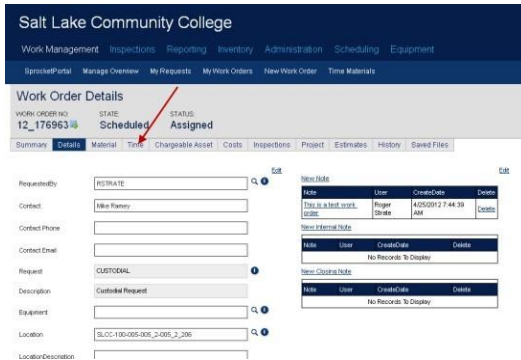 Salt Lake Community College
Work Management Inspections Reporting Inventory Administration Scheduling Equipment
SprocketPortal Manage Overview My Requests My Work Orders New Work Order Time Materials
Work Order Details
WORK ORDER NO: STATE: STATUS:
12_176963 Scheduled Assigned
Summary Details Material Time Chargeable Asset Costs Inspections Project Estimates History Saved Files
Edit Edit
RequestedBy RSTRATE
Contact Mike Ramey
Contact Phone
Contact Email
Request CUSTODIAL
Description Custodial Request
Equipment
Location SLCC-100-005-005_2-005_2_206
LocationDescription
New Note
Note User CreateDate Delete
This is a test work Roger 4/25/2012 7:44:39 Delete
order. Strate AM
New Internal Note
Note User CreateDate Delete
No Records To Display
New Closing Note
Note User CreateDate Delete
No Records To Display